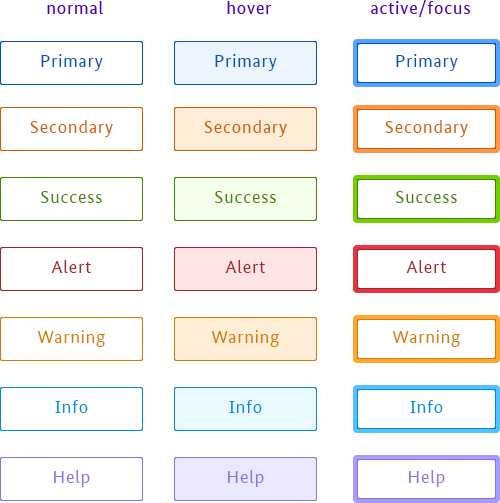 normal hover active/focus
Primary Primary Primary
Secondary Secondary Secondary
Success Success Success
Alert Alert Alert
Warning Warning Warning
Info Info Info
Help Help Help